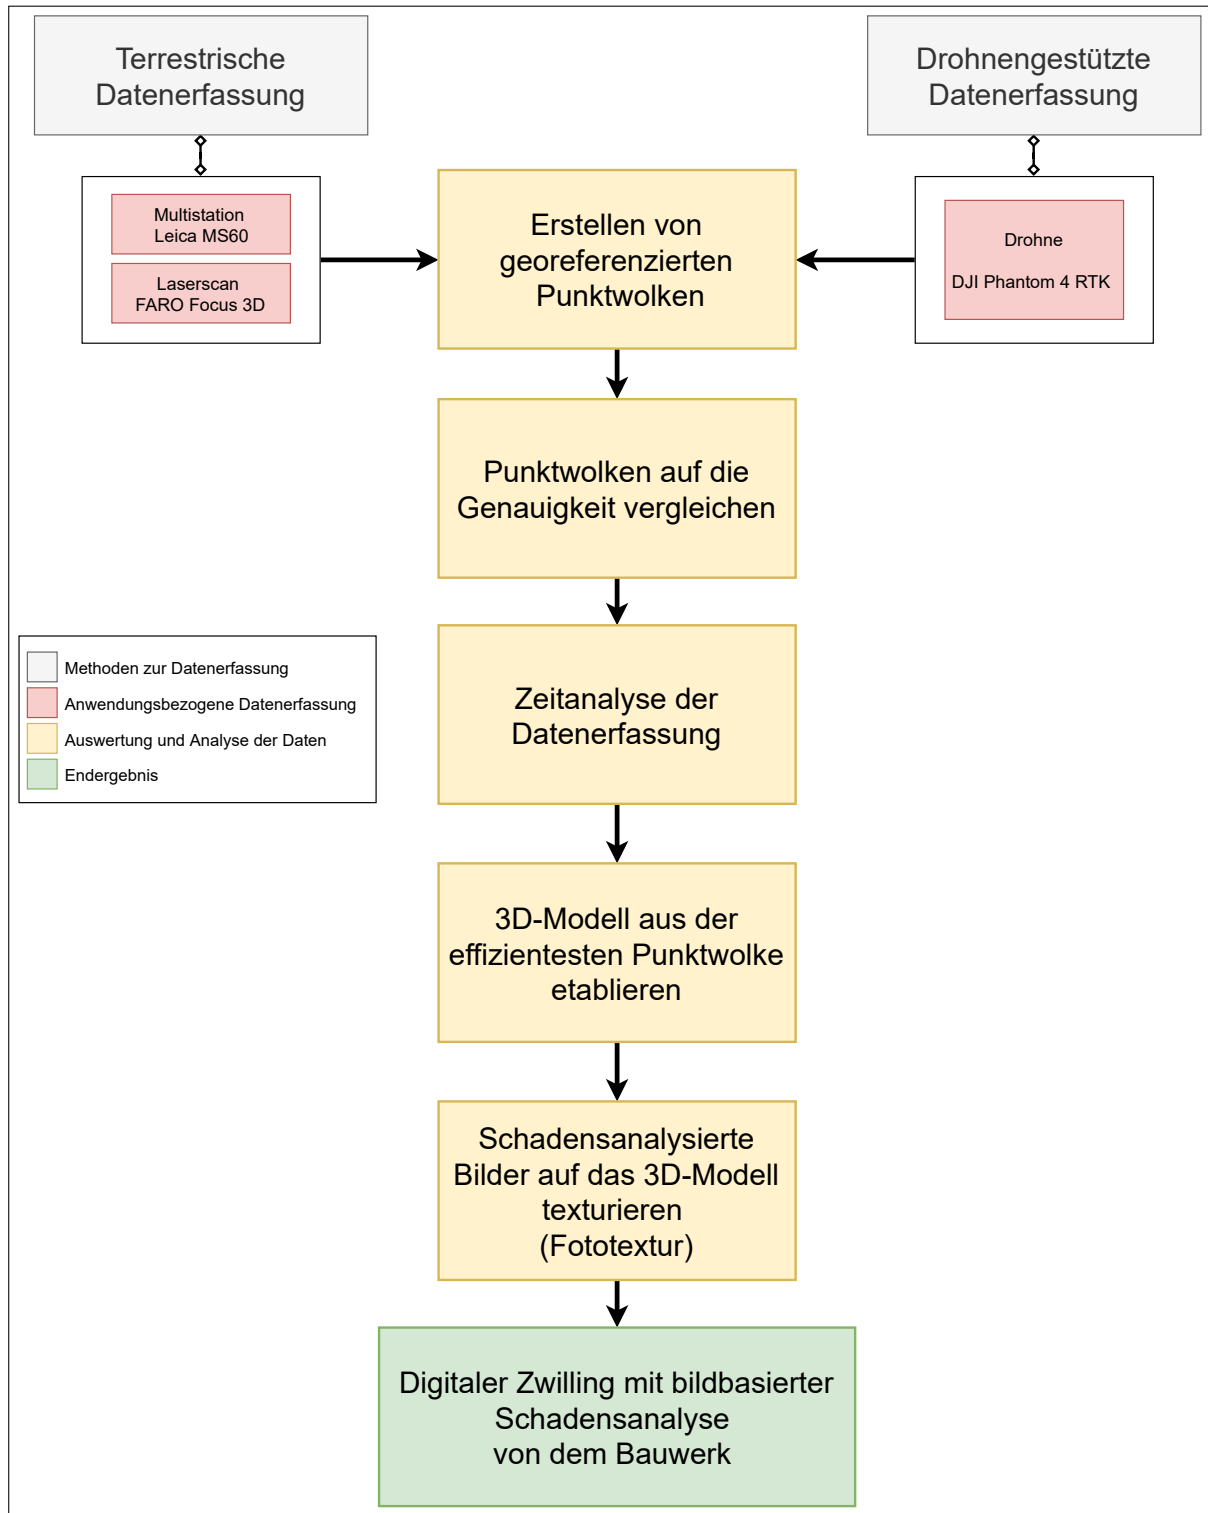 Terrestrische
Datenerfassung
Drohnengestützte
Datenerfassung
Multistation
Leica MS60
Laserscan
FARO Focus 3D
Erstellen von
georeferenzierten
Punktwolken
Drohne
DJI Phantom 4 RTK
Punktwolken auf die
Genauigkeit vergleichen
Zeitanalyse der
Datenerfassung
Methoden zur Datenerfassung
Anwendungsbezogene Datenerfassung
Auswertung und Analyse der Daten
Endergebnis
3D-Modell aus der
effizientesten Punktwolke
etablieren
Schadensanalysierte
Bilder auf das 3D-Modell
texturieren
(Fototextur)
Digitaler Zwilling mit bildbasierter
Schadensanalyse
von dem Bauwerk